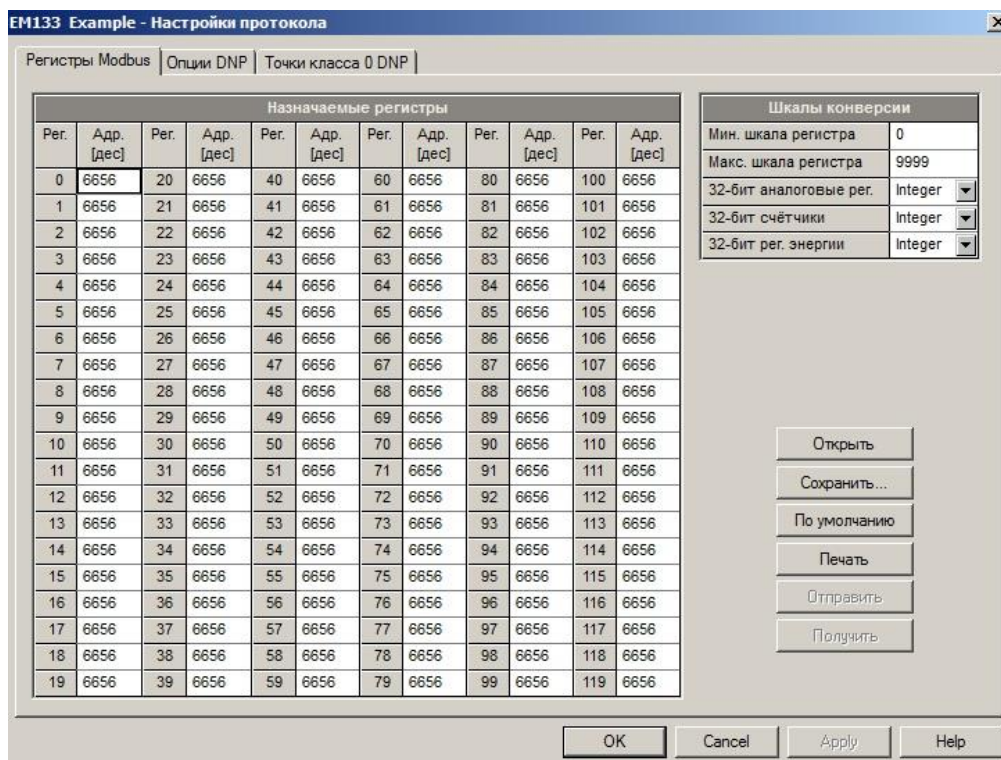 EM133 Example - Настройки протокола
Регистры Modbus Опции DNP Точки класса 0 DNP
Назначаемые регистры
Рег. Адр. [дес] Рег. Адр. [дес] Рег. Адр. [дес] Рег. Адр. [дес] Рег. Адр. [дес] Рег. Адр. [дес]
0 6656 20 6656 40 6656 60 6656 80 6656 100 6656
1 6656 21 6656 41 6656 61 6656 81 6656 101 6656
2 6656 22 6656 42 6656 62 6656 82 6656 102 6656
3 6656 23 6656 43 6656 63 6656 83 6656 103 6656
4 6656 24 6656 44 6656 64 6656 84 6656 104 6656
5 6656 25 6656 45 6656 65 6656 85 6656 105 6656
6 6656 26 6656 46 6656 66 6656 86 6656 106 6656
7 6656 27 6656 47 6656 67 6656 87 6656 107 6656
8 6656 28 6656 48 6656 68 6656 88 6656 108 6656
9 6656 29 6656 49 6656 69 6656 89 6656 109 6656
10 6656 30 6656 50 6656 70 6656 90 6656 110 6656
11 6656 31 6656 51 6656 71 6656 91 6656 111 6656
12 6656 32 6656 52 6656 72 6656 92 6656 112 6656
13 6656 33 6656 53 6656 73 6656 93 6656 113 6656
14 6656 34 6656 54 6656 74 6656 94 6656 114 6656
15 6656 35 6656 55 6656 75 6656 95 6656 115 6656
16 6656 36 6656 56 6656 76 6656 96 6656 116 6656
17 6656 37 6656 57 6656 77 6656 97 6656 117 6656
18 6656 38 6656 58 6656 78 6656 98 6656 118 6656
19 6656 39 6656 59 6656 79 6656 99 6656 119 6656
Шкалы конверсии
Мин. шкала регистра 0
Макс. шкала регистра 9999
32-бит аналоговые рег. Integer
32-бит счётчики Integer
32-бит рег. энергии Integer
Открыть
Сохранить...
По умолчанию
Печать
Отправить
Получить
OK Cancel Apply Help